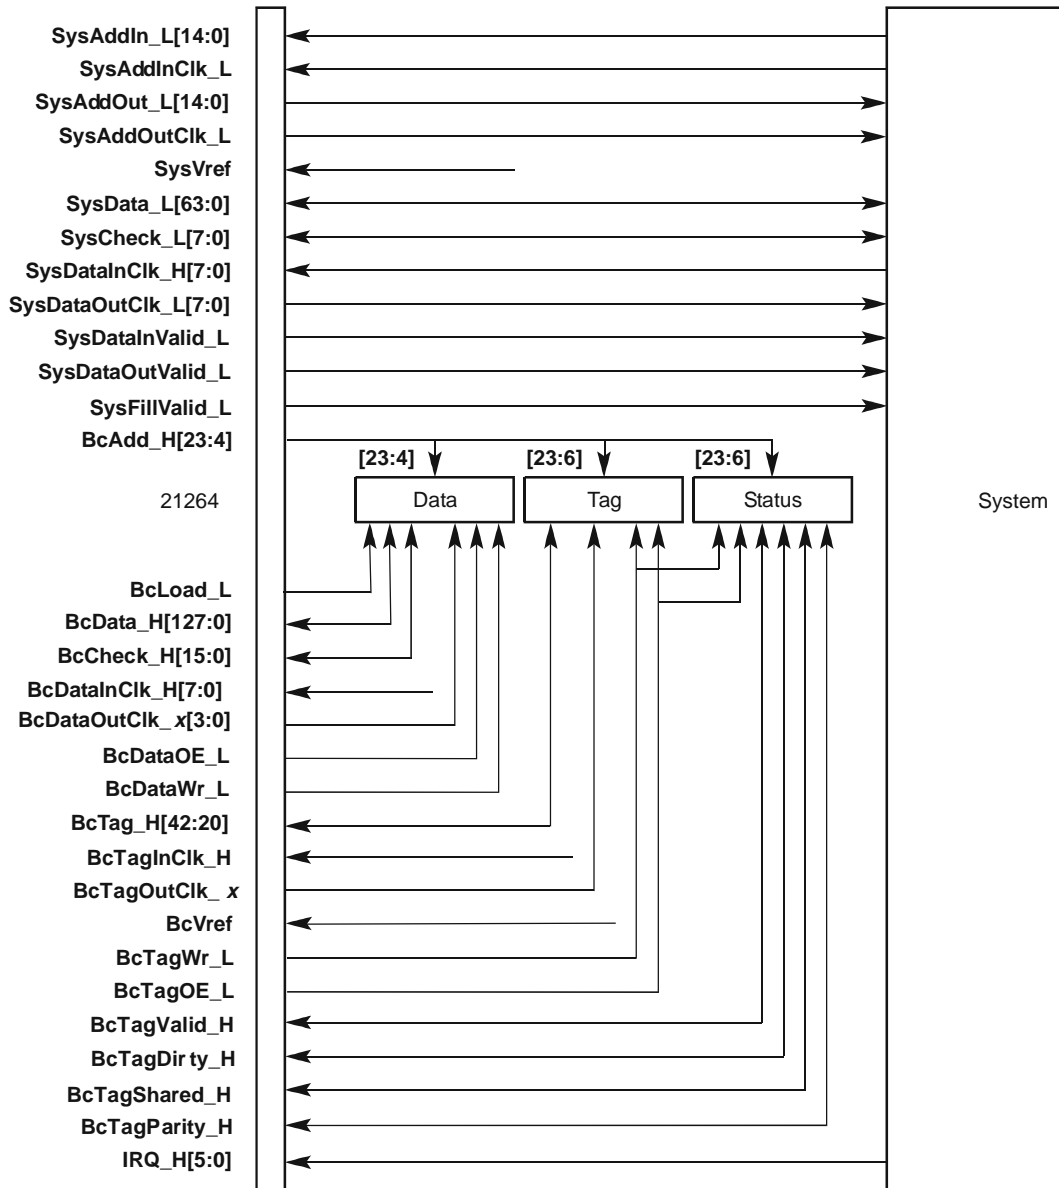 SysAddIn_L[14:0]
SysAddInClk_L
SysAddOut_L[14:0]
SysAddOutClk_L
SysVref
SysData_L[63:0]
SysCheck_L[7:0]
SysDataInClk_H[7:0]
SysDataOutClk_L[7:0]
SysDataInValid_L
SysDataOutValid_L
SysFillValid_L
BcAdd_H[23:4]
[23:4] [23:6] [23:6]
21264 Data Tag Status System
BcLoad_L
BcData_H[127:0]
BcCheck_H[15:0]
BcDataInClk_H[7:0]
BcDataOutClk_x[3:0]
BcDataOE_L
BcDataWr_L
BcTag_H[42:20]
BcTagInClk_H
BcTagOutClk_x
BcVref
BcTagWr_L
BcTagOE_L
BcTagValid_H
BcTagDirty_H
BcTagShared_H
BcTagParity_H
IRQ_H[5:0]